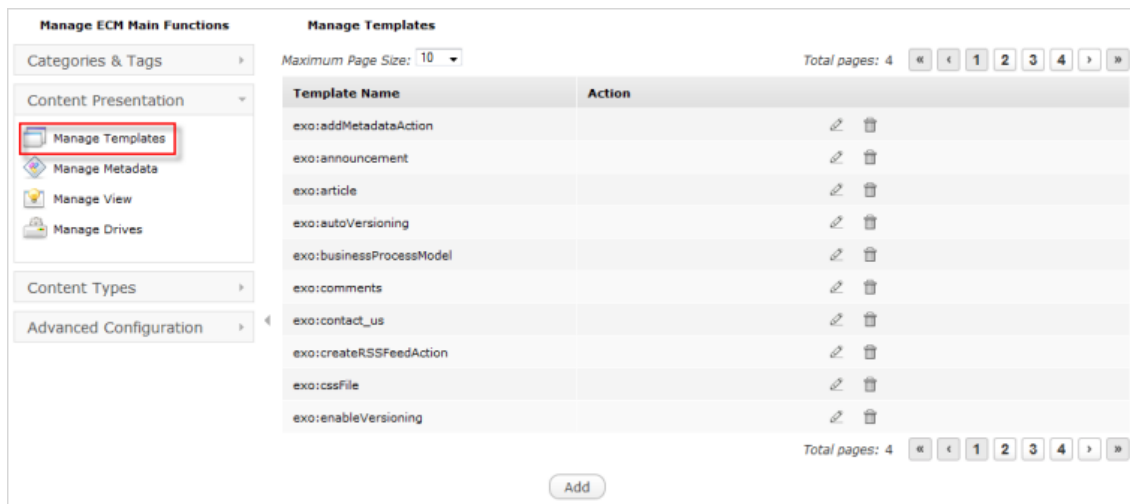 Manage ECM Main Functions
Manage Templates
Categories & Tags
Content Presentation
Manage Templates
Manage Metadata
Manage View
Manage Drives
Content Types
Advanced Configuration
Maximum Page Size: 10
Total pages: 4 « ‹ 1 2 3 4 › »
Template Name Action
exo:addMetadataAction
exo:announcement
exo:article
exo:autoVersioning
exo:businessProcessModel
exo:comments
exo:contact_us
exo:createRSSFeedAction
exo:cssFile
exo:enableVersioning
Total pages: 4 « ‹ 1 2 3 4 › »
Add